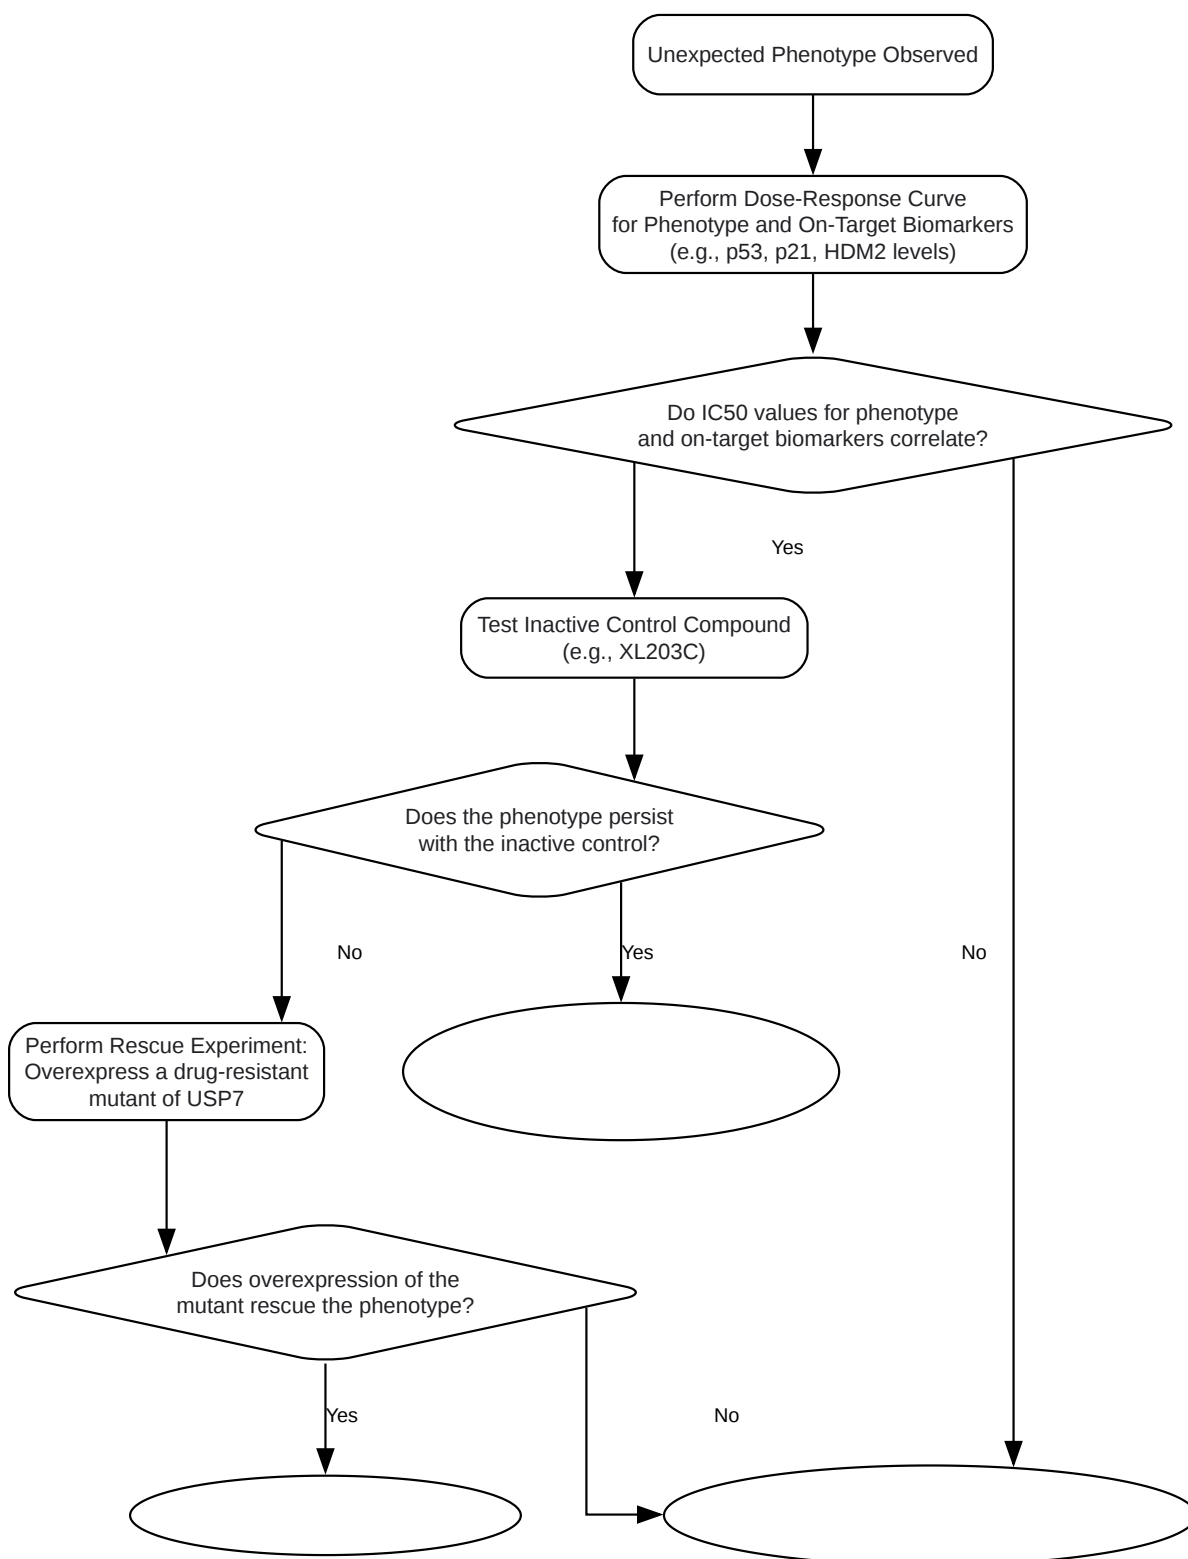 Unexpected Phenotype Observed
Perform Dose-Response Curve
for Phenotype and On-Target Biomarkers
(e.g., p53, p21, HDM2 levels)
Do IC50 values for phenotype
and on-target biomarkers correlate?
Yes
Test Inactive Control Compound
(e.g., XL203C)
Does the phenotype persist
with the inactive control?
No
Yes
No
Perform Rescue Experiment:
Overexpress a drug-resistant
mutant of USP7
Does overexpression of the
mutant rescue the phenotype?
Yes
No